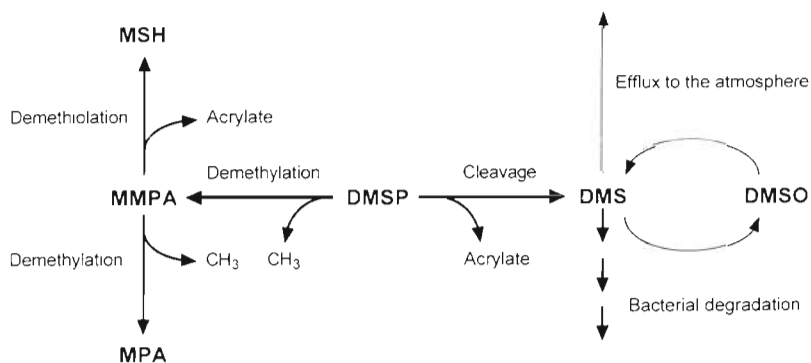 MSH
Efflux to the atmosphere
Demethiolation
Acrylate
Demethylation
Cleavage
MMPA
DMSP
DMS
DMSO
Demethylation
CH3
CH3
Acrylate
Bacterial degradation
MPA